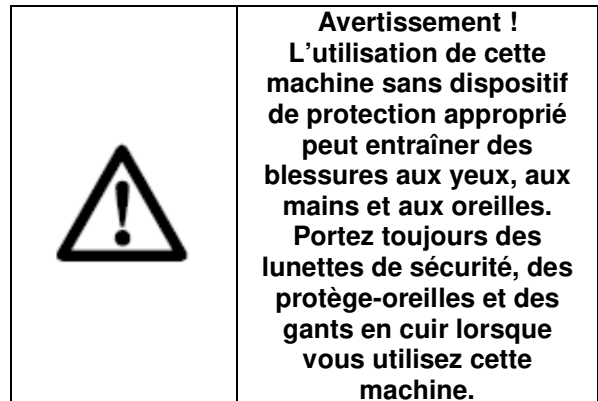 Avertissement !
L'utilisation de cette
machine sans dispositif
de protection approprié
peut entraîner des
blessures aux yeux, aux
mains et aux oreilles.
Portez toujours des
lunettes de sécurité, des
protège-oreilles et des
gants en cuir lorsque
vous utilisez cette
machine.